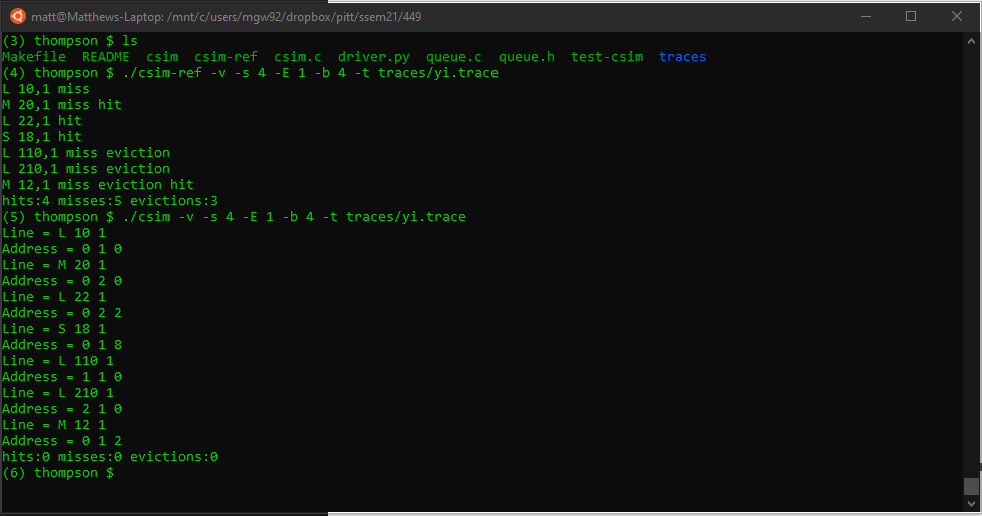 matt@Matthews-Laptop: /mnt/c/users/mgw92/dropbox/pitt/ssem21/449
(3) thompson $ ls
Makefile README csim csim-ref csim.c driver.py queue.c queue.h test-csim traces
(4) thompson $ ./csim-ref -v -s 4 -E 1 -b 4 -t traces/yi.trace
L 10,1 miss
M 20,1 miss hit
L 22,1 hit
S 18,1 hit
L 110,1 miss eviction
L 210,1 miss eviction
M 12,1 miss eviction hit
hits:4 misses:5 evictions:3
(5) thompson $ ./csim -v -s 4 -E 1 -b 4 -t traces/yi.trace
Line = L 10 1
Address = 0 1 0
Line = M 20 1
Address = 0 2 0
Line = L 22 1
Address = 0 2 2
Line = S 18 1
Address = 0 1 8
Line = L 110 1
Address = 1 1 0
Line = L 210 1
Address = 2 1 0
Line = M 12 1
Address = 0 1 2
hits:0 misses:0 evictions:0
(6) thompson $